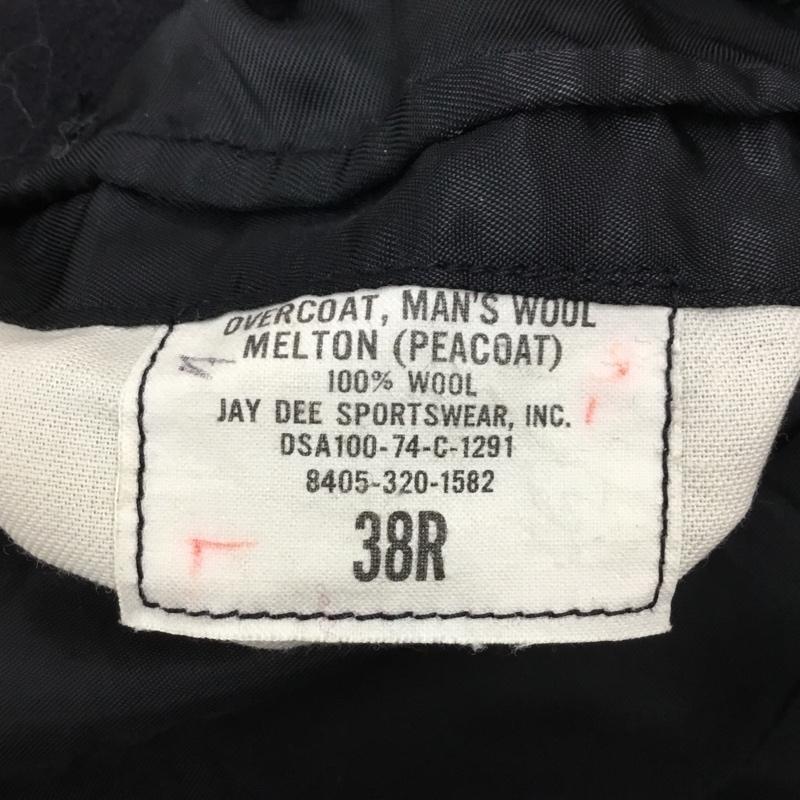 OVERCOAT, MAN'S WOOL
MELTON (PEACOAT)
100% WOOL
JAY DEE SPORTSWEAR, INC.
DSA100-74-C-1291
8405-320-1582
38R